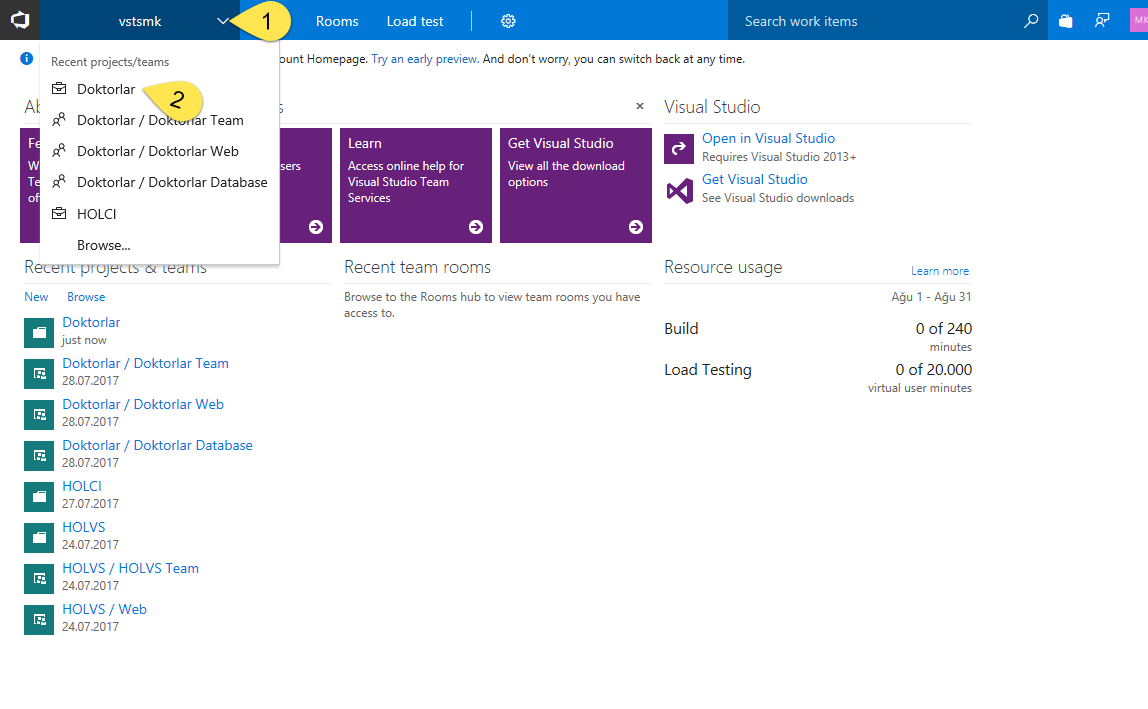 vstsmk
1
Rooms
Load test
Search work items
MK
Recent projects/teams
Doktorlar
2
Doktorlar / Doktorlar Team
Doktorlar / Doktorlar Web
Doktorlar / Doktorlar Database
HOLCI
Browse...
Homepage. Try an early preview. And don't worry, you can switch back at any time.
Learn
Access online help for
Visual Studio Team
Services
Get Visual Studio
View all the download
options
Visual Studio
Open in Visual Studio
Requires Visual Studio 2013+
Get Visual Studio
See Visual Studio downloads
Recent projects & teams
New Browse
Doktorlar
just now
Doktorlar / Doktorlar Team
28.07.2017
Doktorlar / Doktorlar Web
28.07.2017
Doktorlar / Doktorlar Database
28.07.2017
HOLCI
27.07.2017
HOLVS
24.07.2017
HOLVS / HOLVS Team
24.07.2017
HOLVS / Web
24.07.2017
Recent team rooms
Browse to the Rooms hub to view team rooms you have
access to.
Resource usage
Learn more
Ağu 1 - Ağu 31
Build
0 of 240
minutes
Load Testing
0 of 20.000
virtual user minutes